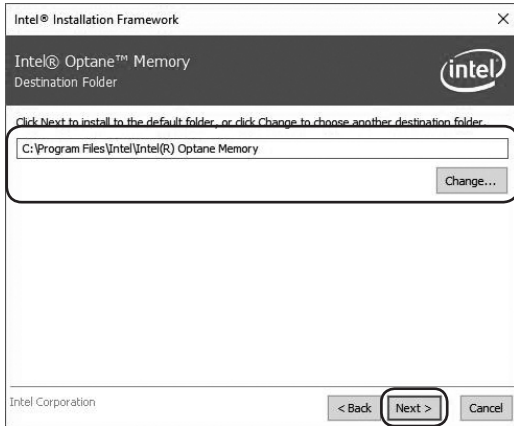 Intel® Installation Framework
Intel® Optane™ Memory
Destination Folder
intel
Click Next to install to the default folder, or click Change to choose another destination folder.
C:\Program Files\Intel\Intel(R) Optane Memory
Change...
Intel Corporation
< Back
Next >
Cancel